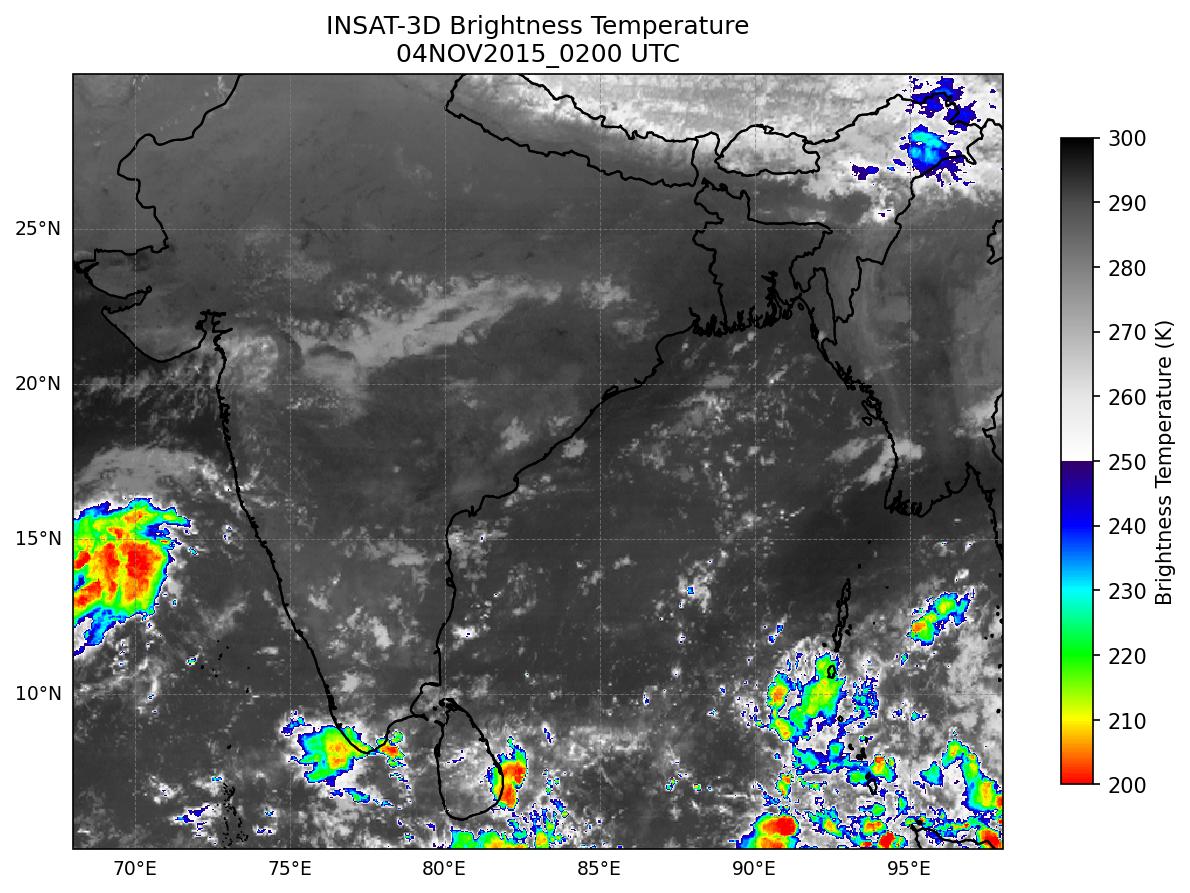 INSAT-3D Brightness Temperature
04NOV2015_0200 UTC
25°N
20°N
15°N
10°N
70°E
75°E
80°E
85°E
90°E
95°E
300
290
280
270
260
250
240
230
220
210
200
Brightness Temperature (K)